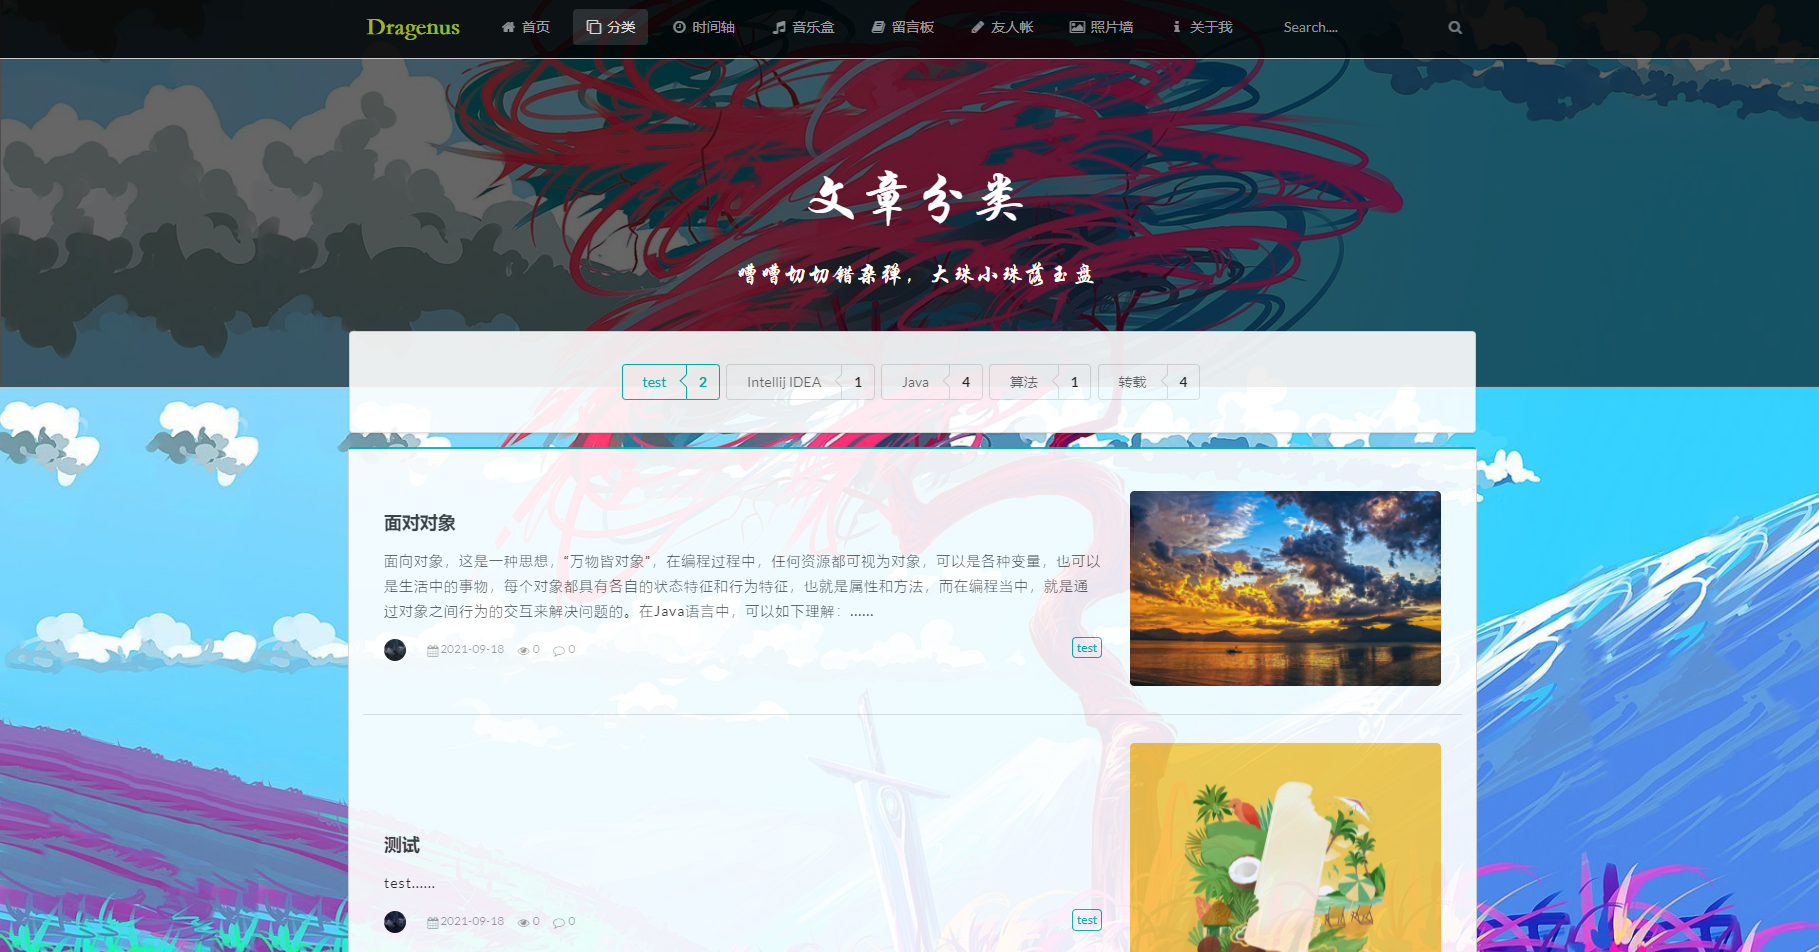 Dragenus 首页 分类 时间轴 音乐盒 留言板 友人帐 照片墙 关于我 Search....
文章分类
嘈嘈切切错杂弹，大珠小珠落玉盘
test 2 Intellij IDEA 1 Java 4 算法 1 转载 4
面对对象
面向对象，这是一种思想，“万物皆对象”，在编程过程中，任何资源都可视为对象，可以是各种变量，也可以
是生活中的事物，每个对象都具有各自的状态特征和行为特征，也就是属性和方法，而在编程当中，就是通
过对象之间行为的交互来解决问题的。在Java语言中，可以如下理解：......
2021-09-18 0 0 test
测试
test......
2021-09-18 0 0 test